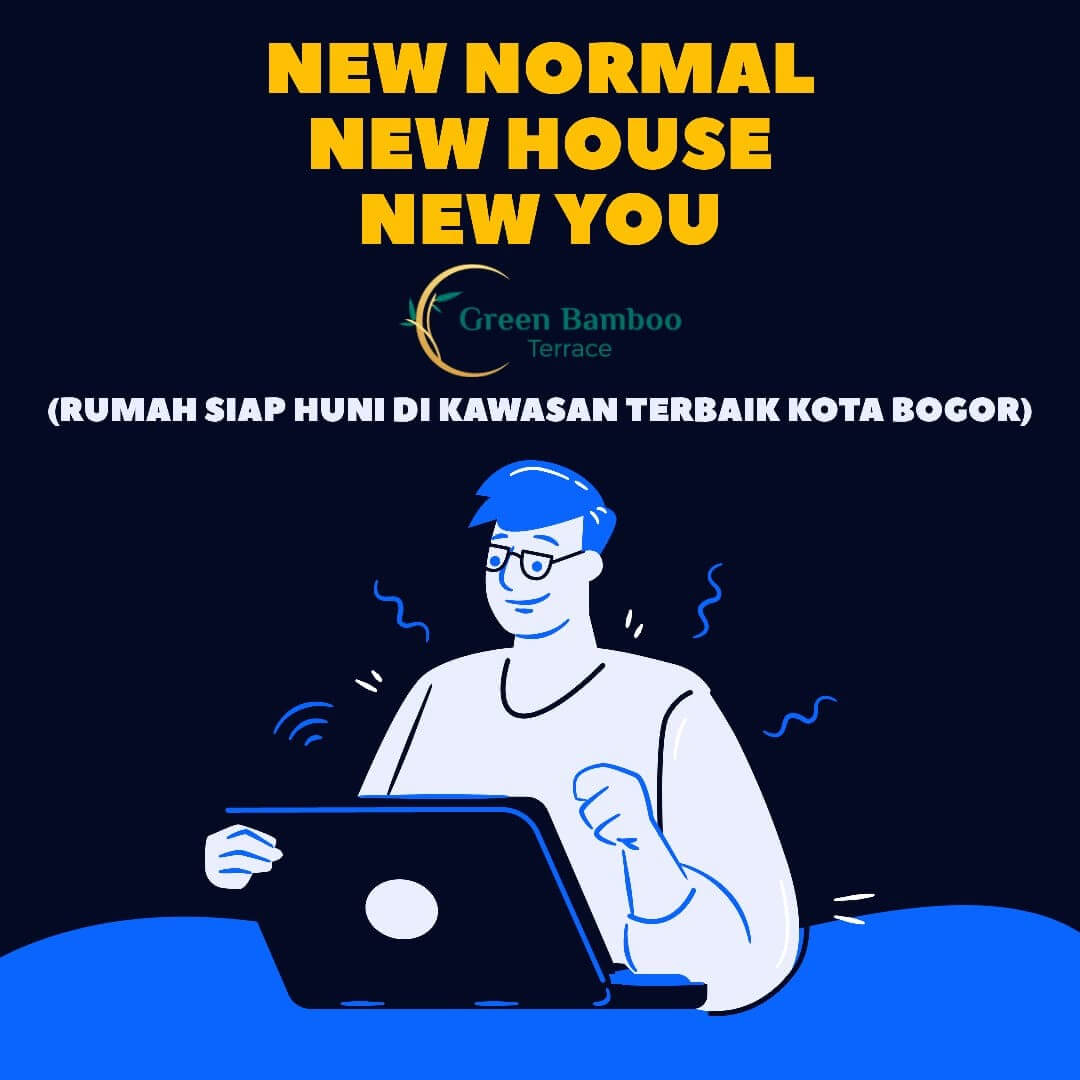 NEW NORMAL
NEW HOUSE
NEW YOU
Green Bamboo
Terrace
(RUMAH SIAP HUNI DI KAWASAN TERBAIK KOTA BOGOR)